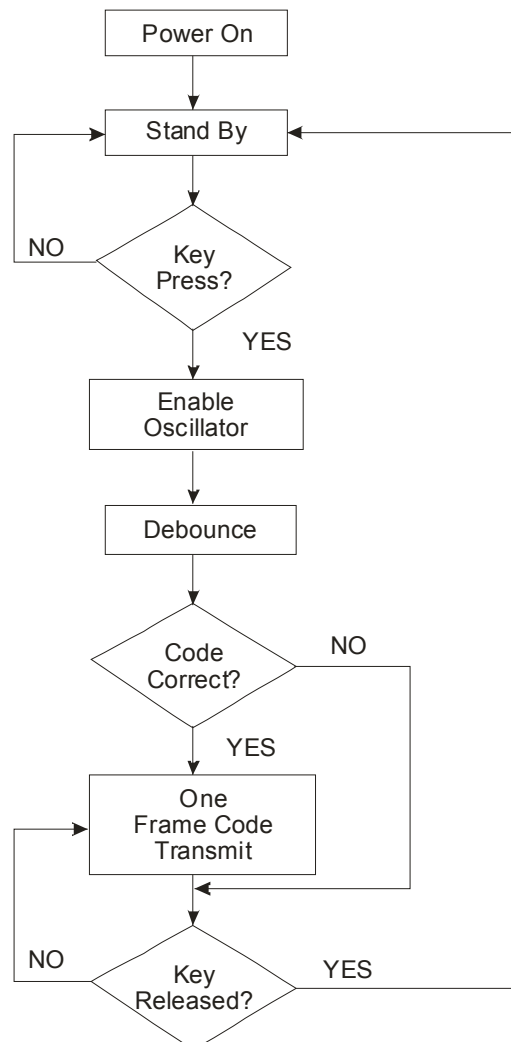 Power On
Stand By
NO
Key
Press?
YES
Enable
Oscillator
Debounce
Code
Correct?
NO
YES
One
Frame Code
Transmit
NO
Key
Released?
YES